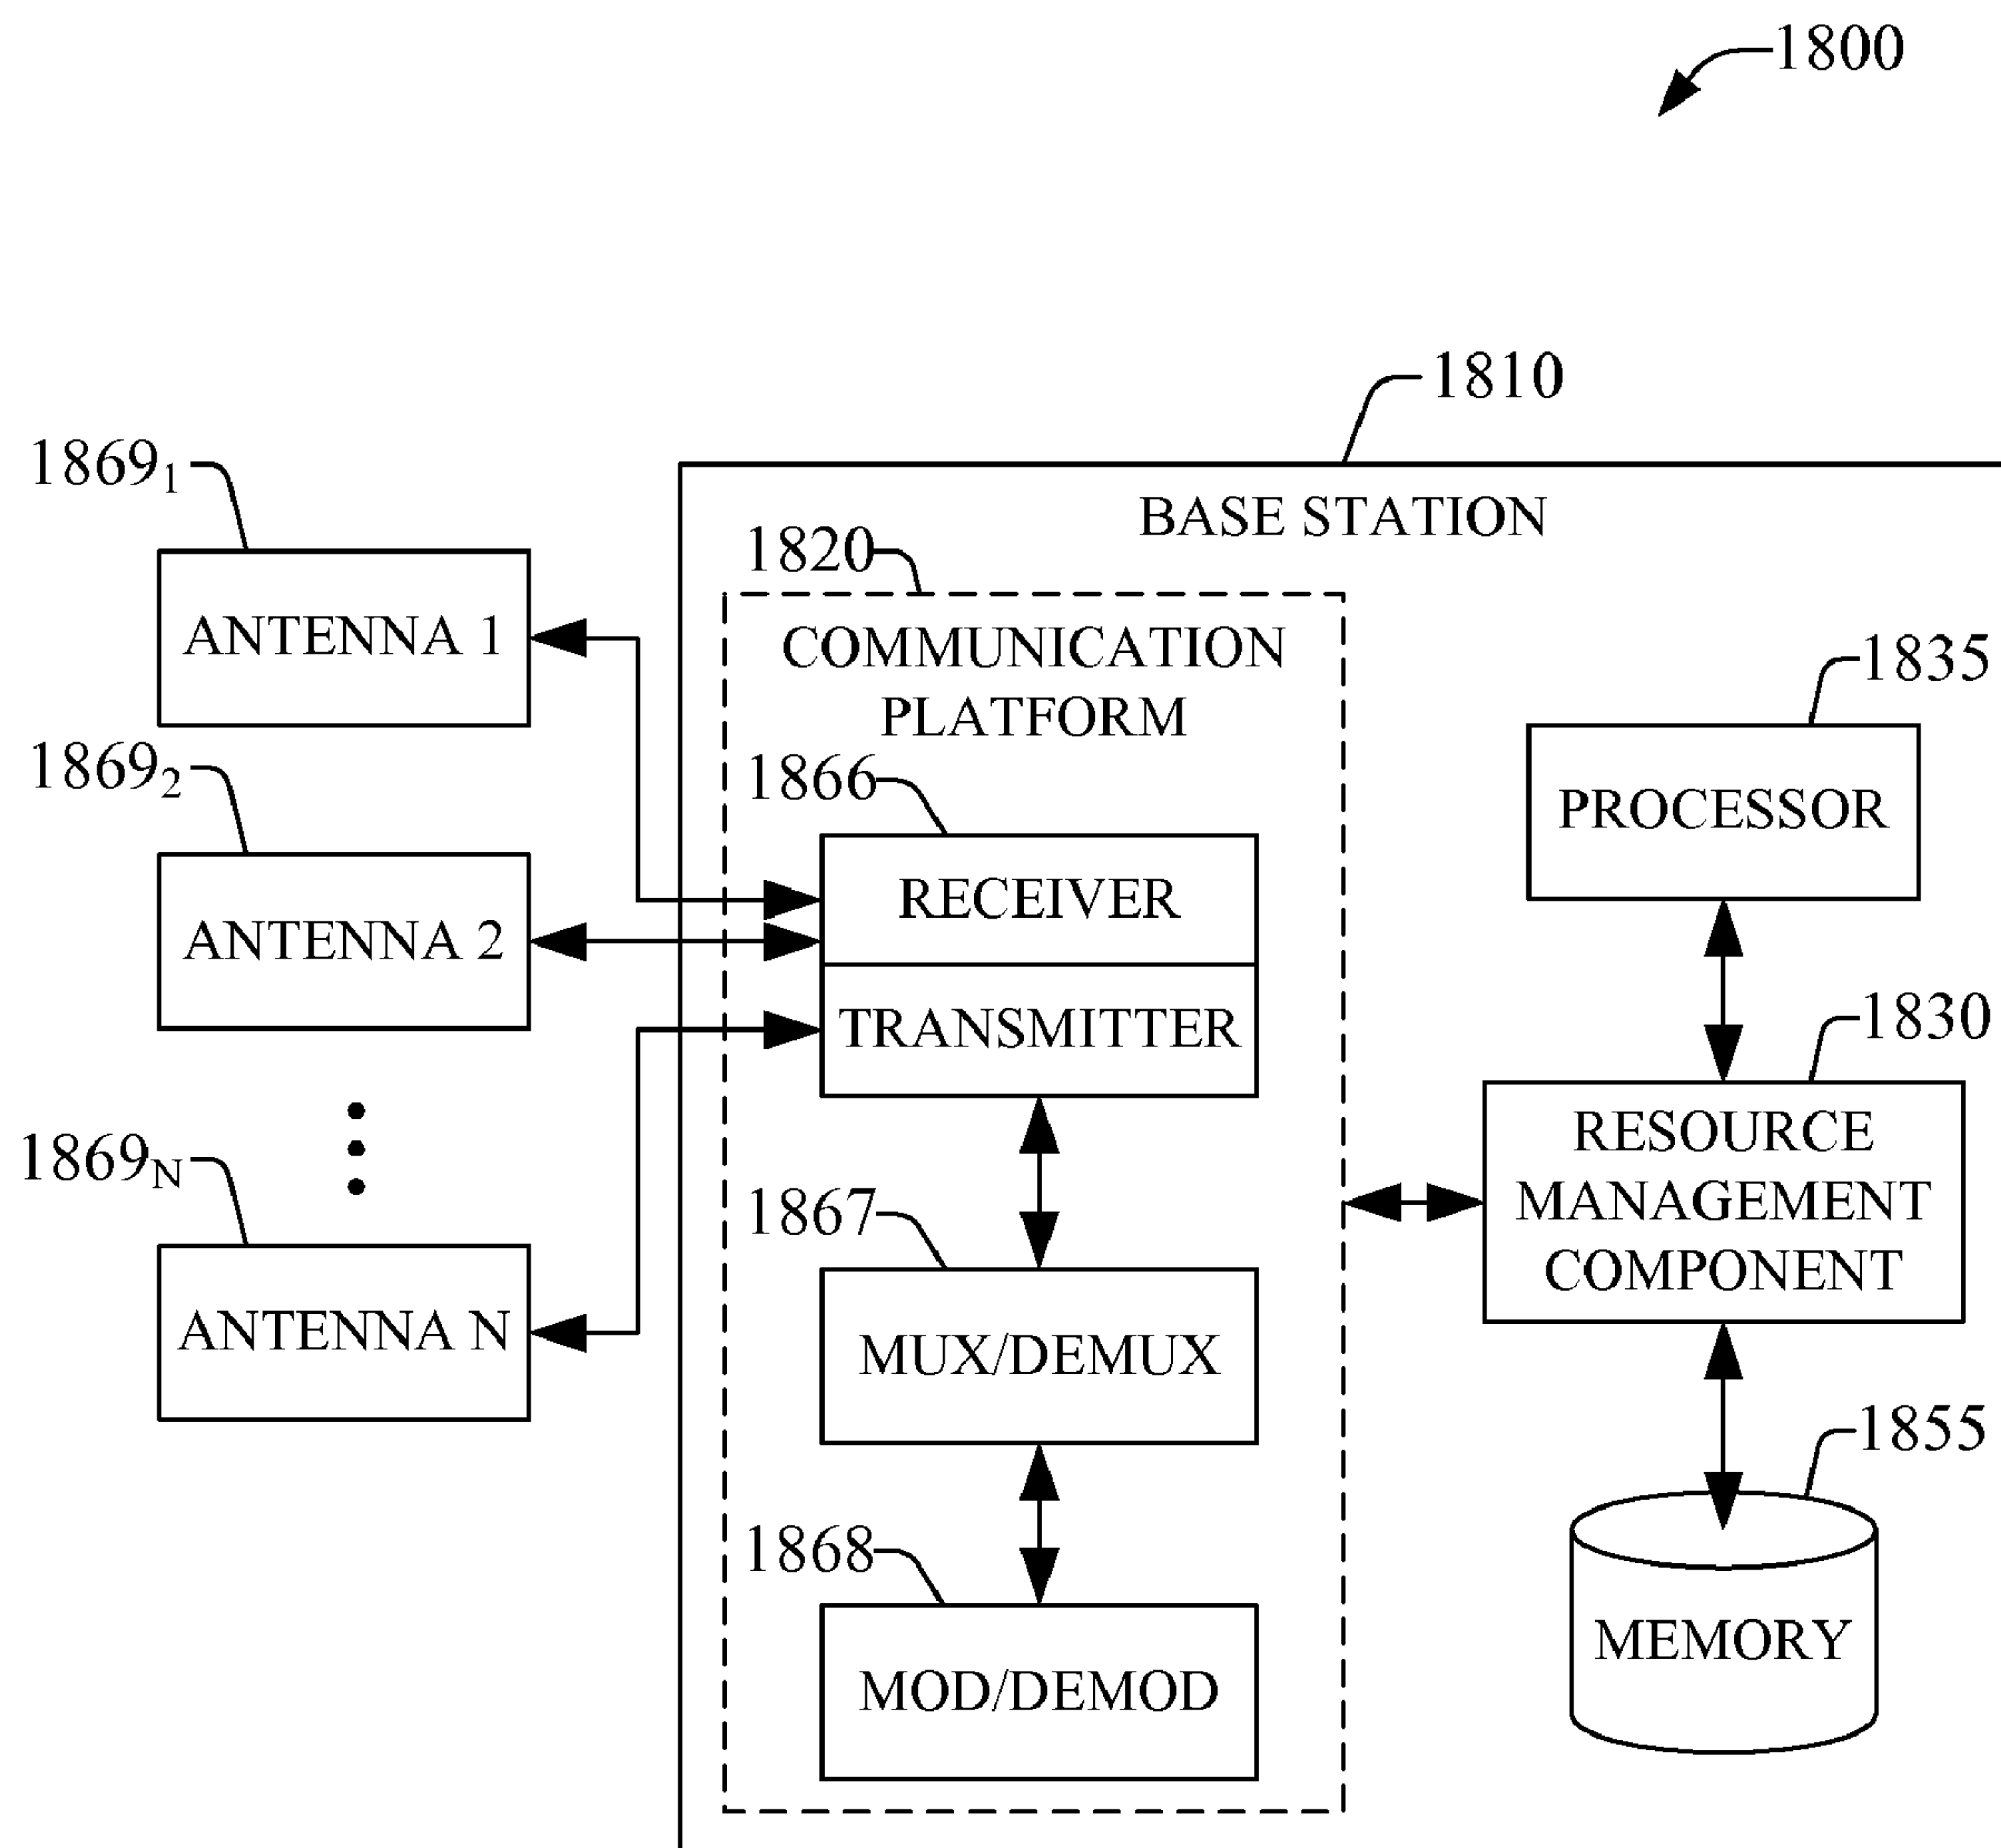 1800
1810
1869₁
BASE STATION
1820
ANTENNA 1
COMMUNICATION
PLATFORM
1835
1869₂
1866
PROCESSOR
RECEIVER
ANTENNA 2
TRANSMITTER
1830
RESOURCE
MANAGEMENT
COMPONENT
1869N
1867
ANTENNA N
MUX/DEMUX
1855
1868
MEMORY
MOD/DEMOD